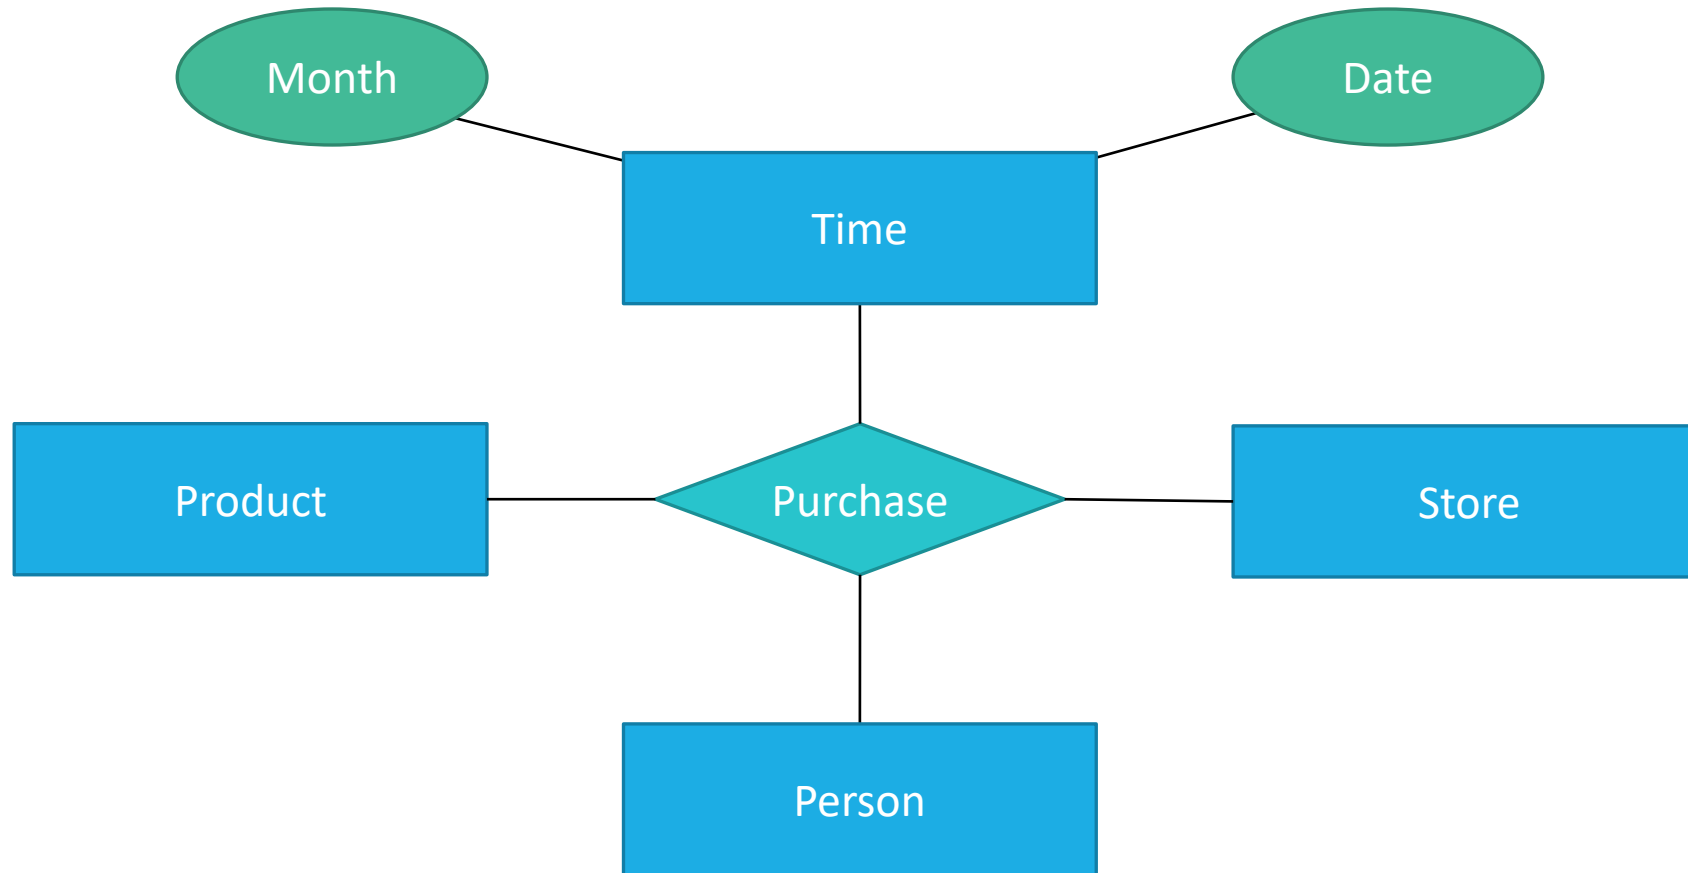 Month
Date
Time
Product
Purchase
Store
Person